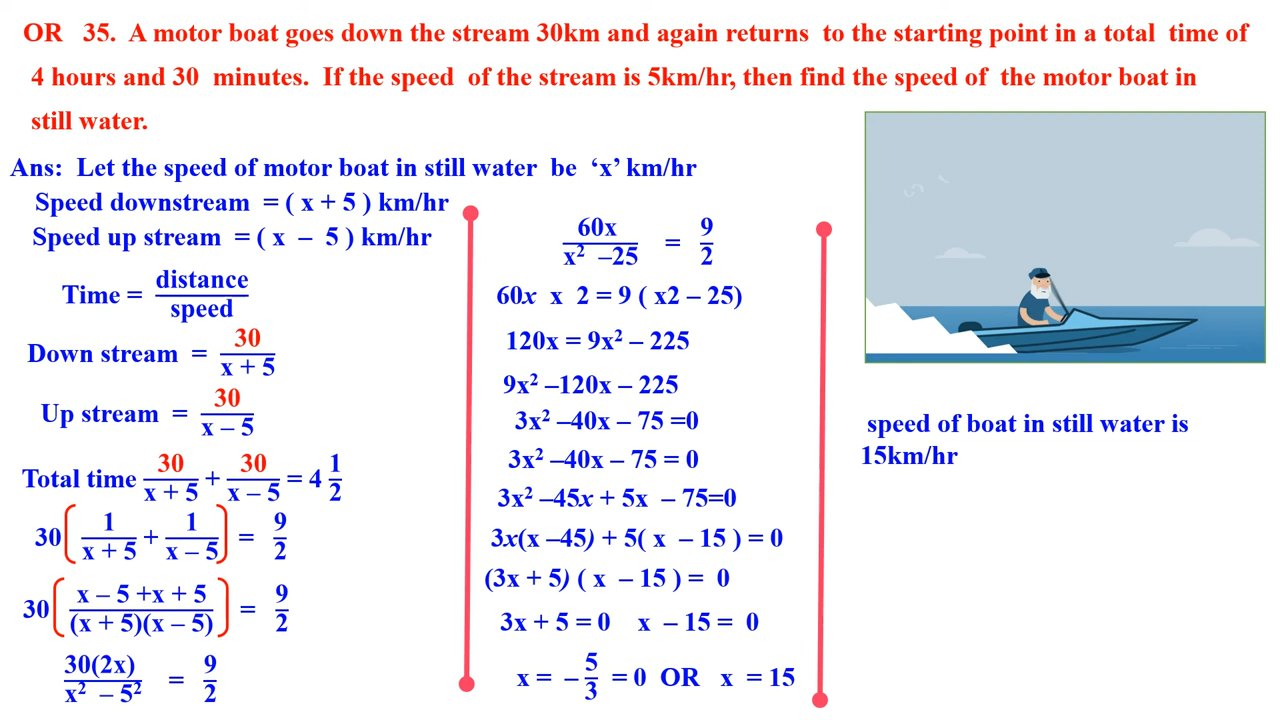 OR 35. A motor boat goes down the stream 30km and again returns to the starting point in a total time of
4 hours and 30 minutes. If the speed of the stream is 5km/hr, then find the speed of the motor boat in
still water.
Ans: Let the speed of motor boat in still water be ‘x’ km/hr
Speed downstream = ( x + 5 ) km/hr
Speed up stream = ( x – 5 ) km/hr
Time = distance / speed
Down stream = 30 / x + 5
Up stream = 30 / x – 5
Total time 30 / x + 5 + 30 / x – 5 = 4 1/2
30( 1 / x + 5 + 1 / x – 5 ) = 9/2
30( x – 5 +x + 5 / (x + 5)(x – 5) ) = 9/2
30(2x) / x² – 5² = 9/2
60x / x² –25 = 9/2
60x x 2 = 9 ( x2 – 25)
120x = 9x² – 225
9x² –120x – 225
3x² –40x – 75 =0
3x² –40x – 75 = 0
3x² –45x + 5x – 75=0
3x(x –45) + 5( x – 15 ) = 0
(3x + 5) ( x – 15 ) = 0
3x + 5 = 0 x – 15 = 0
x = – 5/3 = 0 OR x = 15
speed of boat in still water is
15km/hr